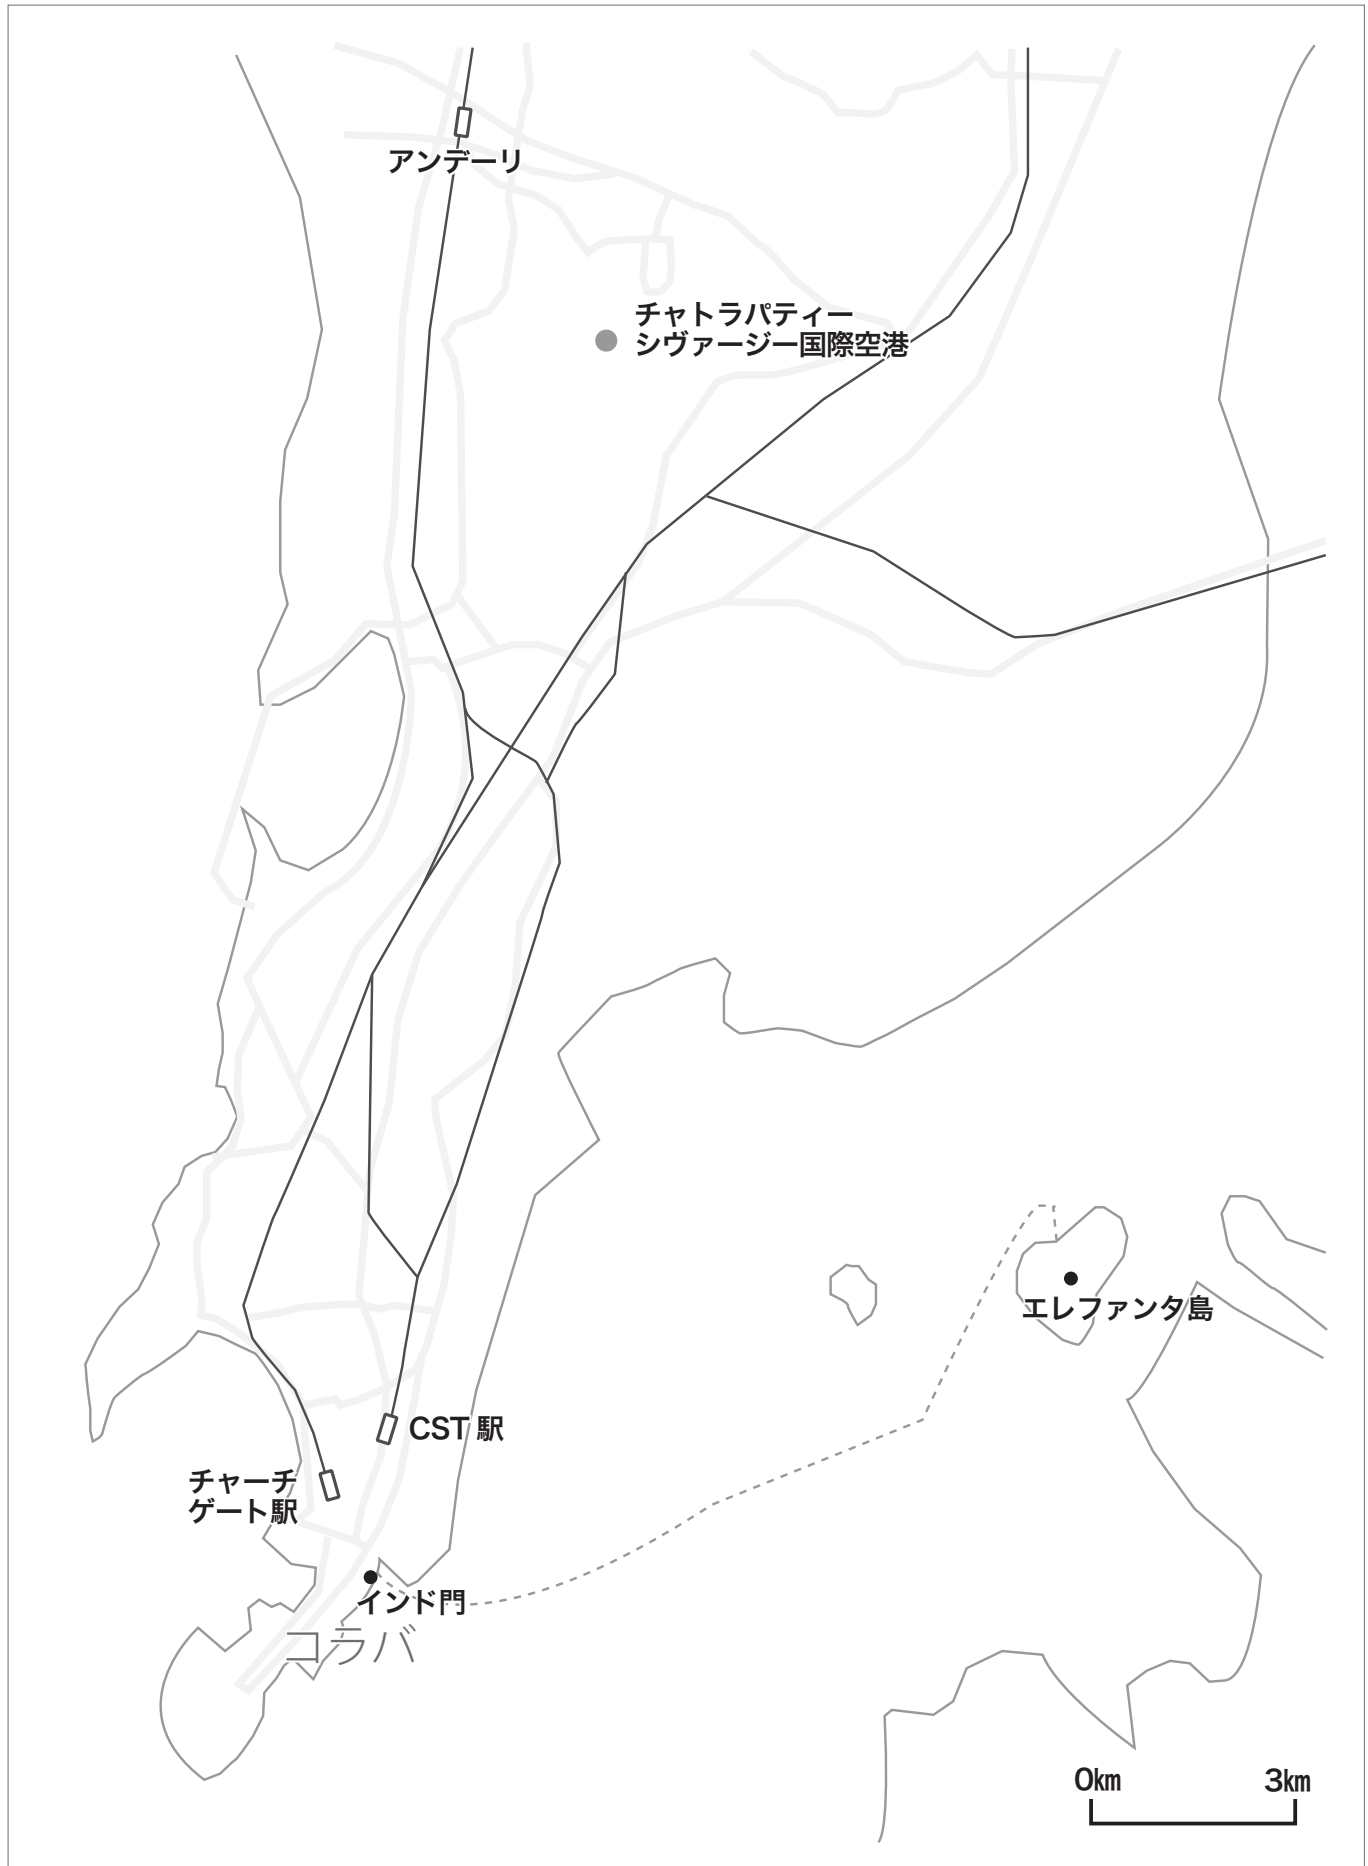 アンデーリ
チャトラパティー
シヴァージー国際空港
エレファンタ島
CST 駅
チャーチ
ゲート駅
インド門
コラバ
0km 3km